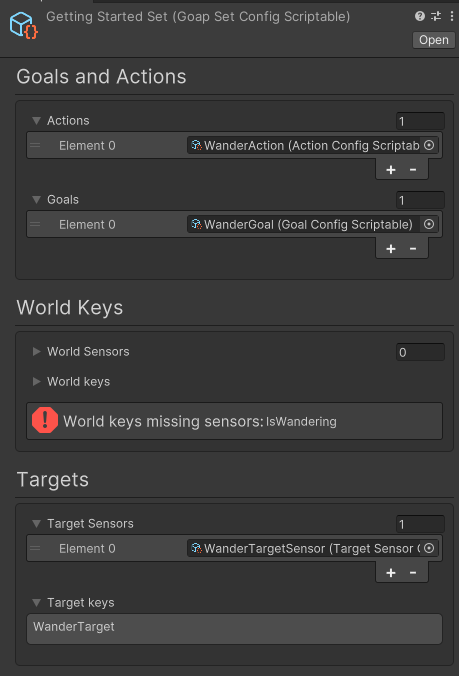 Getting Started Set (Goap Set Config Scriptable)
Open
Goals and Actions
Actions 1
Element 0 WanderAction (Action Config Scriptab
+ -
Goals 1
Element 0 WanderGoal (Goal Config Scriptable)
+ -
World Keys
World Sensors 0
World keys
World keys missing sensors: IsWandering
Targets
Target Sensors 1
Element 0 WanderTargetSensor (Target Sensor C
+ -
Target keys
WanderTarget